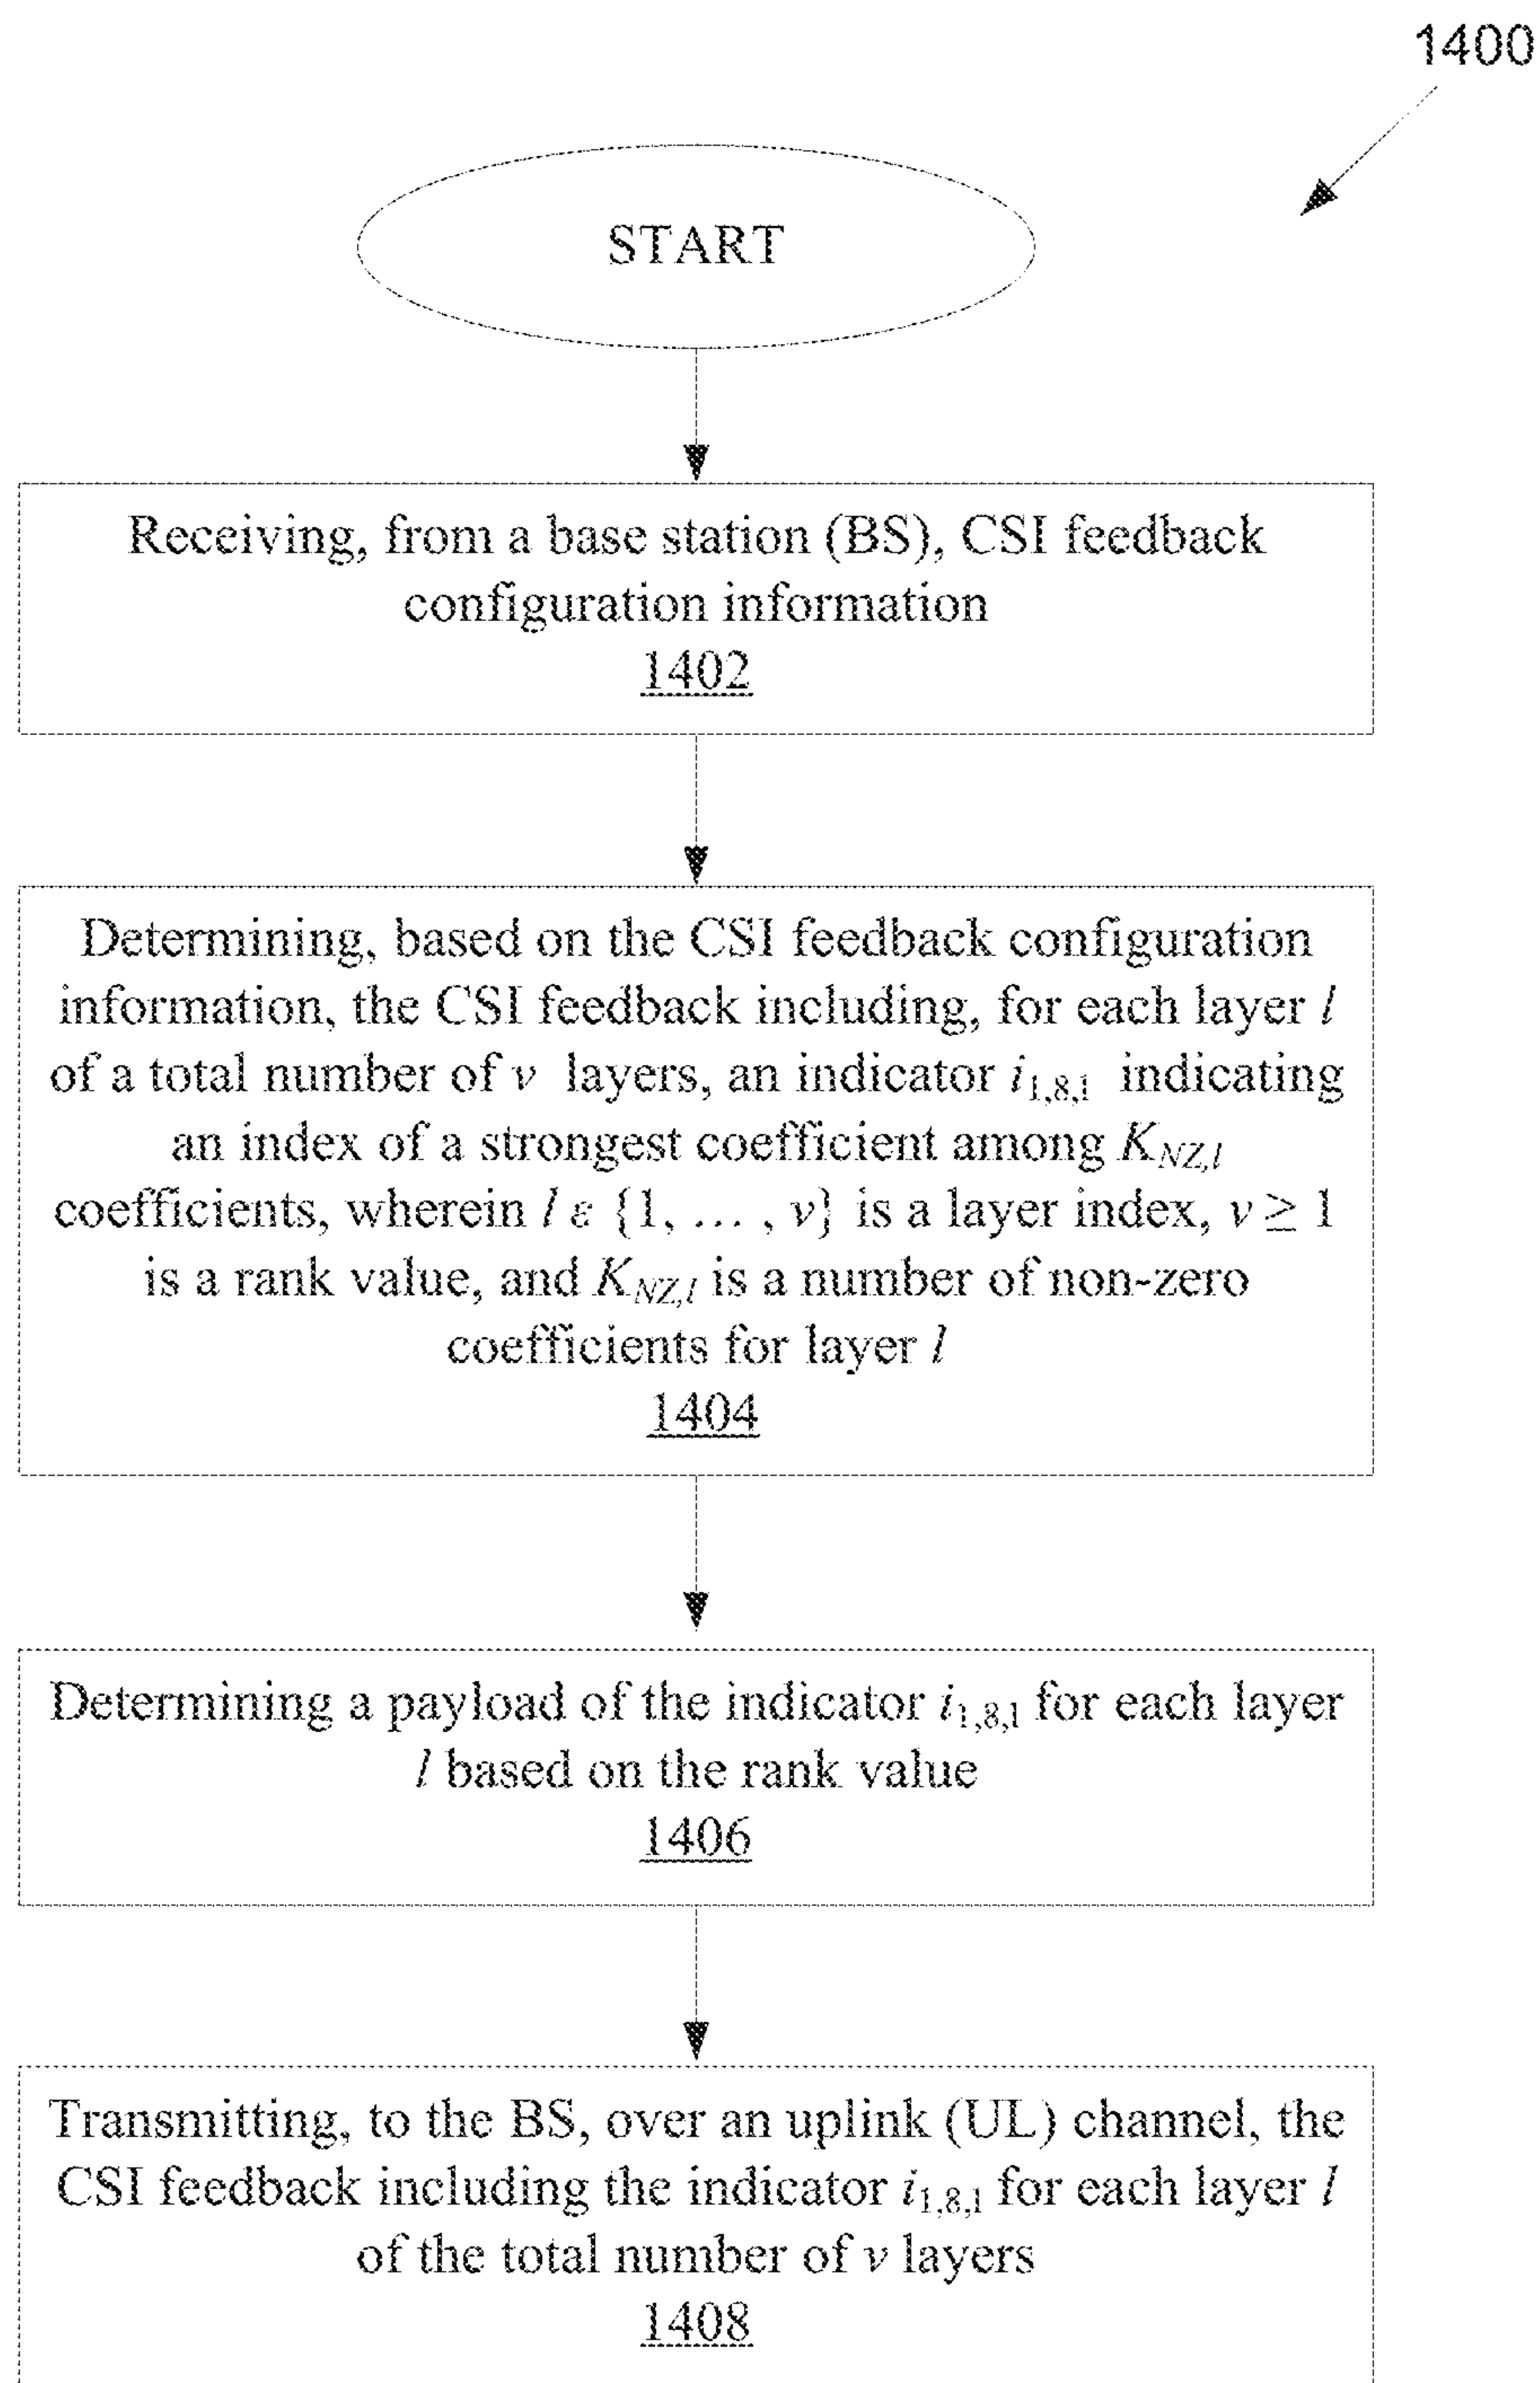 1400
START
Receiving, from a base station (BS), CSI feedback
configuration information
1402
Determining, based on the CSI feedback configuration
information, the CSI feedback including, for each layer l
of a total number of v layers, an indicator i1,8,1 indicating
an index of a strongest coefficient among KNZ,l
coefficients, wherein l ε {1, … , v} is a layer index, v ≥ 1
is a rank value, and KNZ,l is a number of non-zero
coefficients for layer l
1404
Determining a payload of the indicator i1,8,1 for each layer
l based on the rank value
1406
Transmitting, to the BS, over an uplink (UL) channel, the
CSI feedback including the indicator i1,8,1 for each layer l
of the total number of v layers
1408